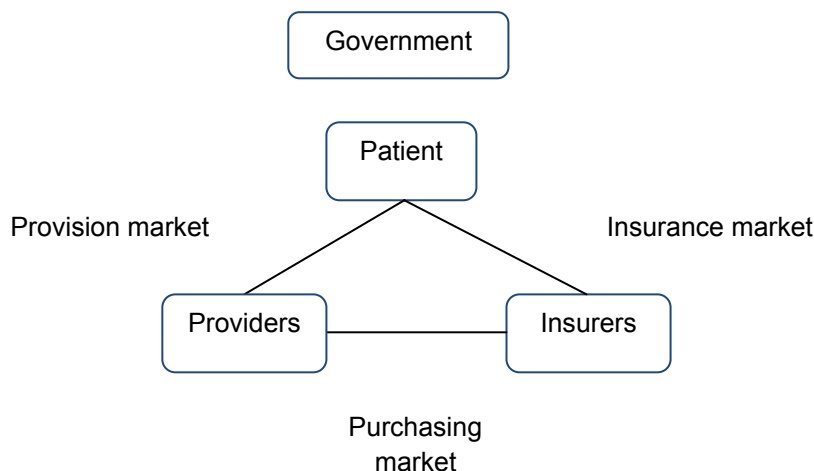 Government
Patient
Provision market
Insurance market
Providers
Insurers
Purchasing
market